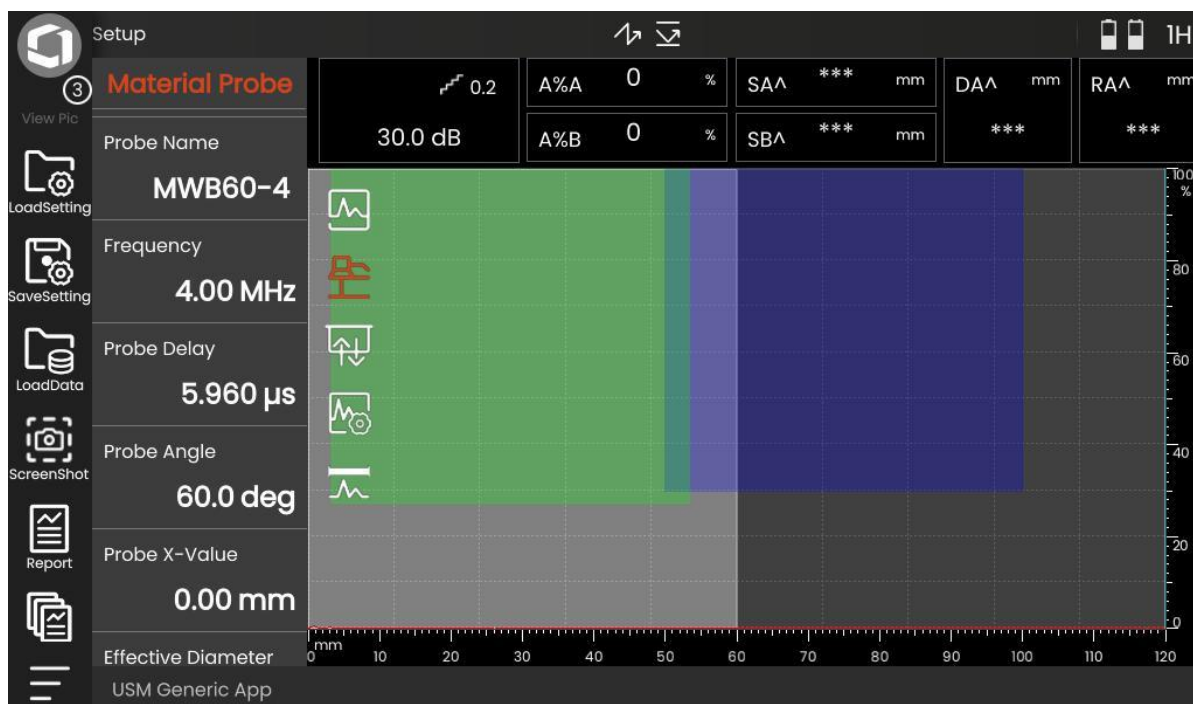 Setup
1H
3
View Pic
LoadSetting
SaveSetting
LoadData
ScreenShot
Report
Material Probe
Probe Name
MWB60-4
Frequency
4.00 MHz
Probe Delay
5.960 µs
Probe Angle
60.0 deg
Probe X-Value
0.00 mm
Effective Diameter
0.2
30.0 dB
A%A 0 %
A%B 0 %
SA^ *** mm
SB^ *** mm
DA^ mm
***
RA^ mm
***
100
%
80
60
40
20
0
mm
0 10 20 30 40 50 60 70 80 90 100 110 120
USM Generic App